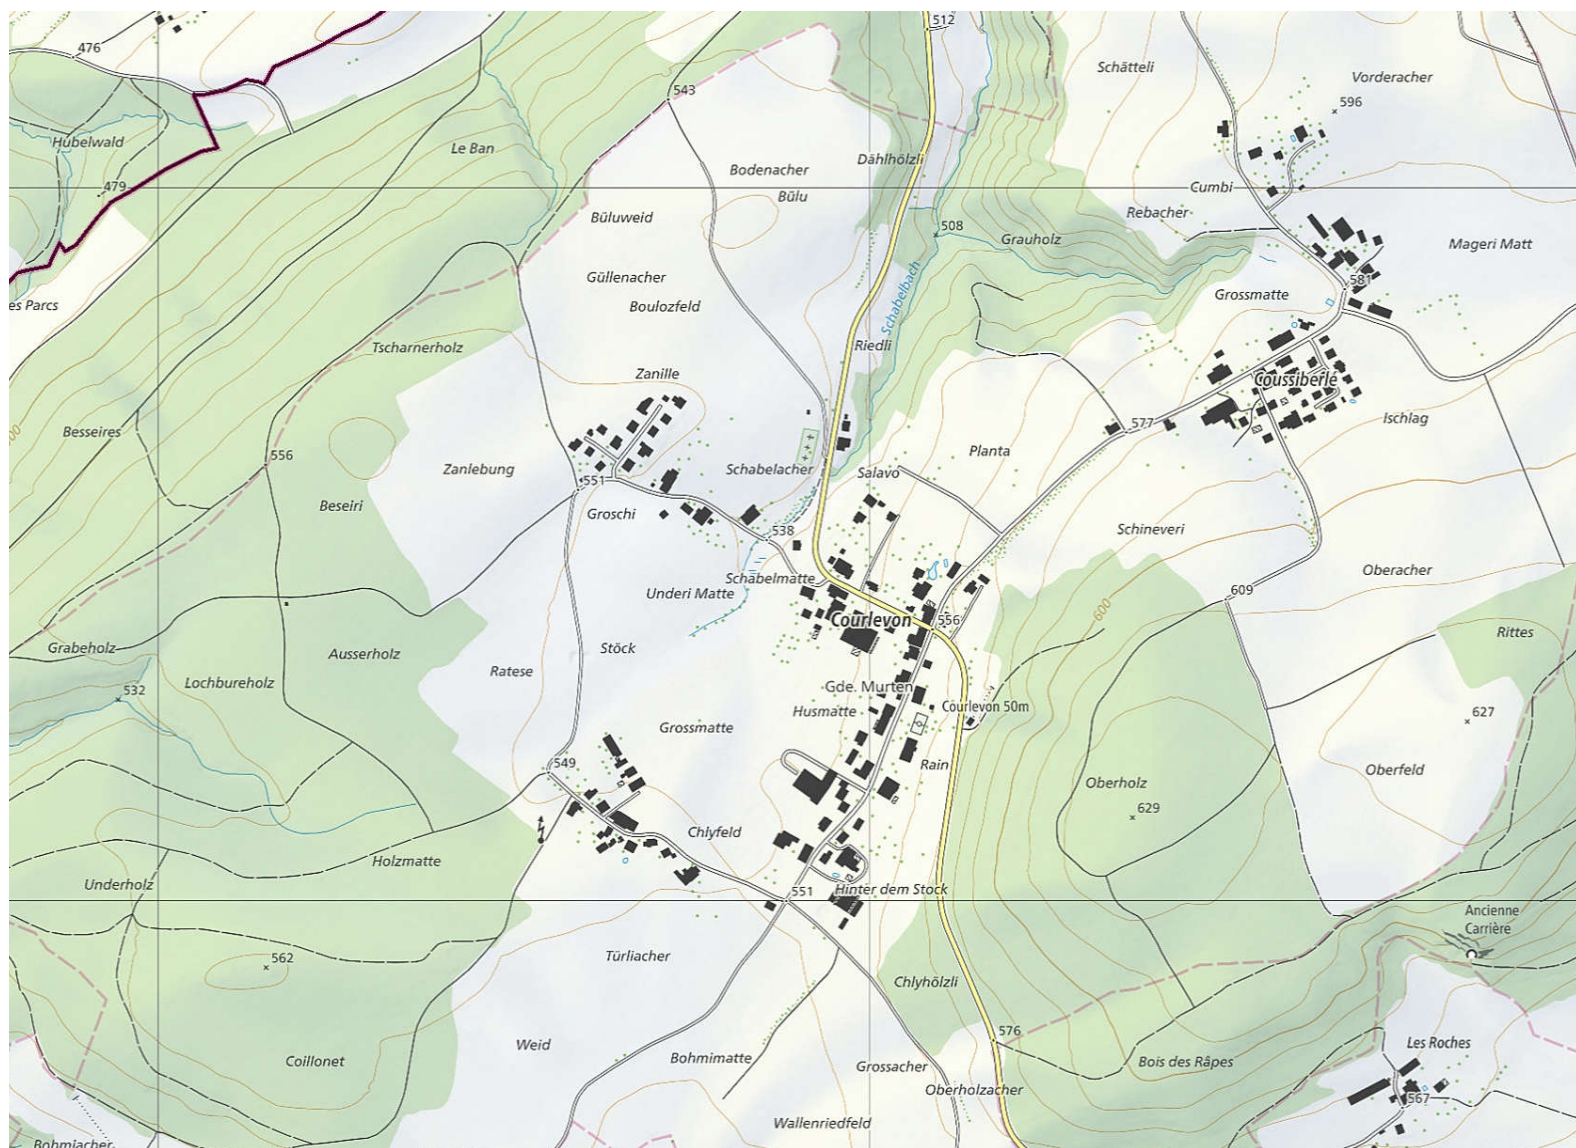 512
476
Schätteli
Vorderacher
543
596
Hubelwald
Le Ban
Dählhölzli
Bodenacher
479
Cumbi
Bülu
Rebacher
Büluweid
508
Grauholz
Mageri Matt
Güllenacher
581
Grossmatte
es Parcs
Boulozfeld
Schabelbach
Riedli
Tscharnerholz
Zanille
Coussiberlé
Ischlag
577
Besseires
Planta
556
Zanlebung
Schabelacher
Salavo
551
Beseiri
Groschi
Schineveri
538
Oberacher
Schabelmatte
Underi Matte
609
600
Courlevon
556
Rittes
Grabeholz
Stöck
Ausserholz
Ratese
Lochbureholz
532
Gde. Murten
Courlevon 50m
Husmatte
627
Grossmatte
549
Rain
Oberfeld
Oberholz
629
Chlyfeld
Holzmatte
Underholz
551
Hinter dem Stock
Ancienne
Carrière
562
Türliacher
Chlyhölzli
576
Weid
Les Roches
Bohmimatte
Coillonet
Bois des Râpes
Grossacher
Oberholzacher
567
Wallenriedfeld